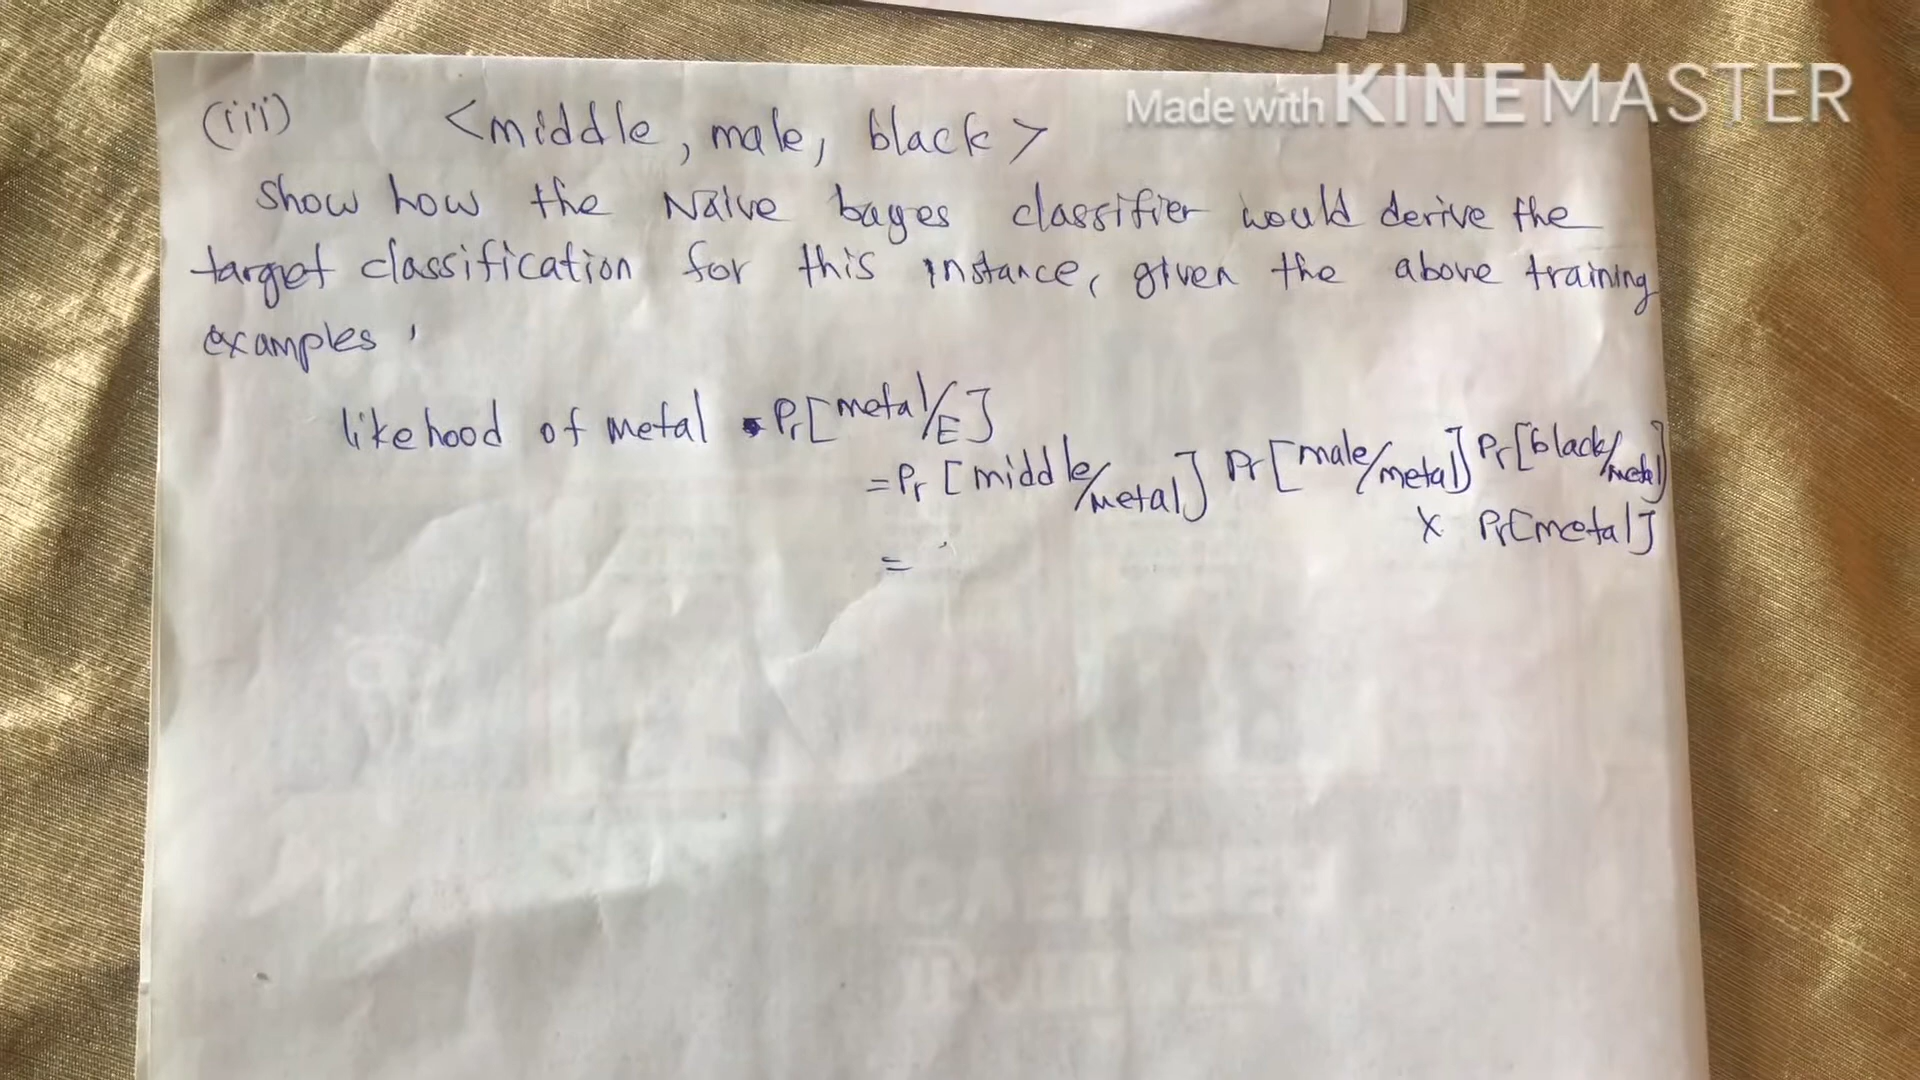 Made with KINEMASTER
(iii) <middle, male, black>
Show how the Naive bayes classifier would derive the
target classification for this instance, given the above training
examples,
likehood of metal = Pr[metal/E]
= Pr [middle/metal] Pr[male/metal] Pr[black/metal]
x Pr[metal]
=